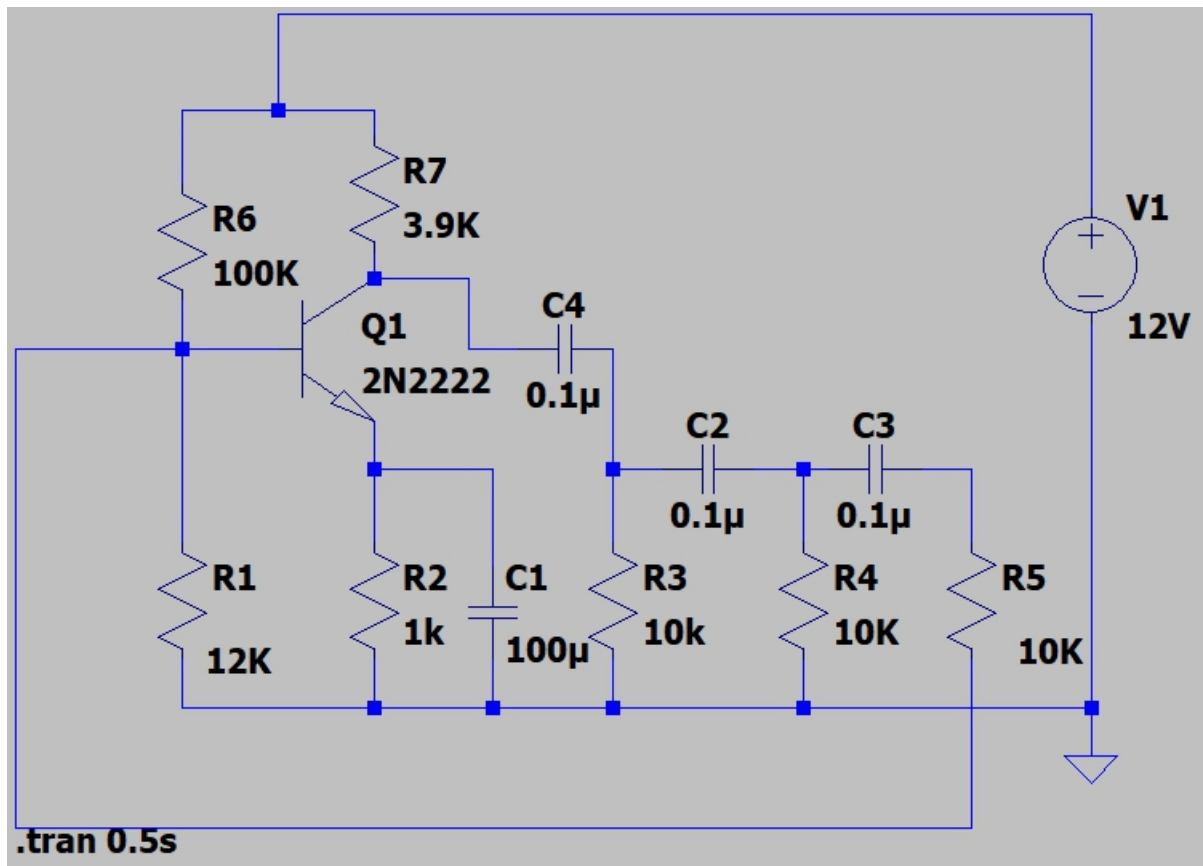 R7
3.9K
R6
100K
V1
12V
C4
0.1µ
Q1
2N2222
C2
0.1µ
C3
0.1µ
R1
12K
R2
1k
C1
100µ
R3
10k
R4
10K
R5
10K
.tran 0.5s